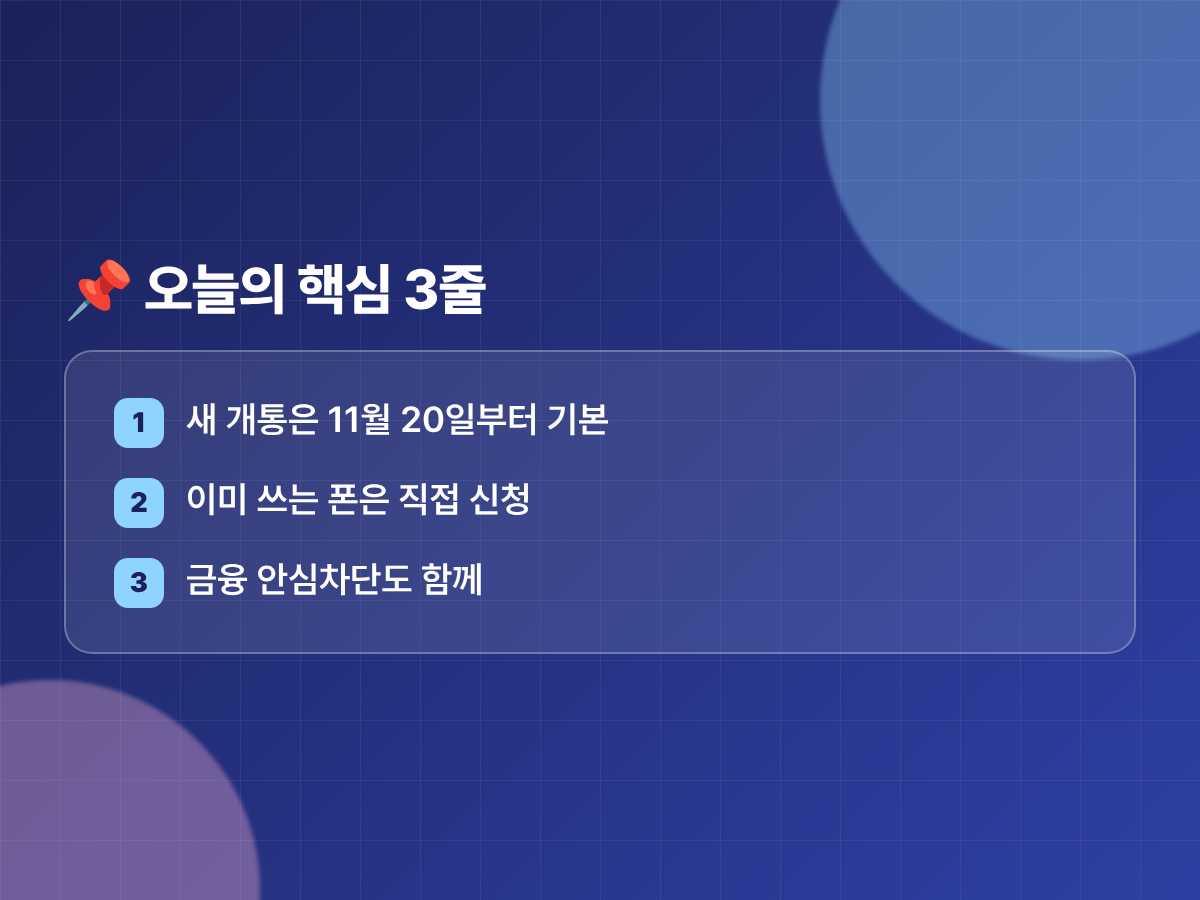 📌 오늘의 핵심 3줄
1 새 개통은 11월 20일부터 기본
2 이미 쓰는 폰은 직접 신청
3 금융 안심차단도 함께